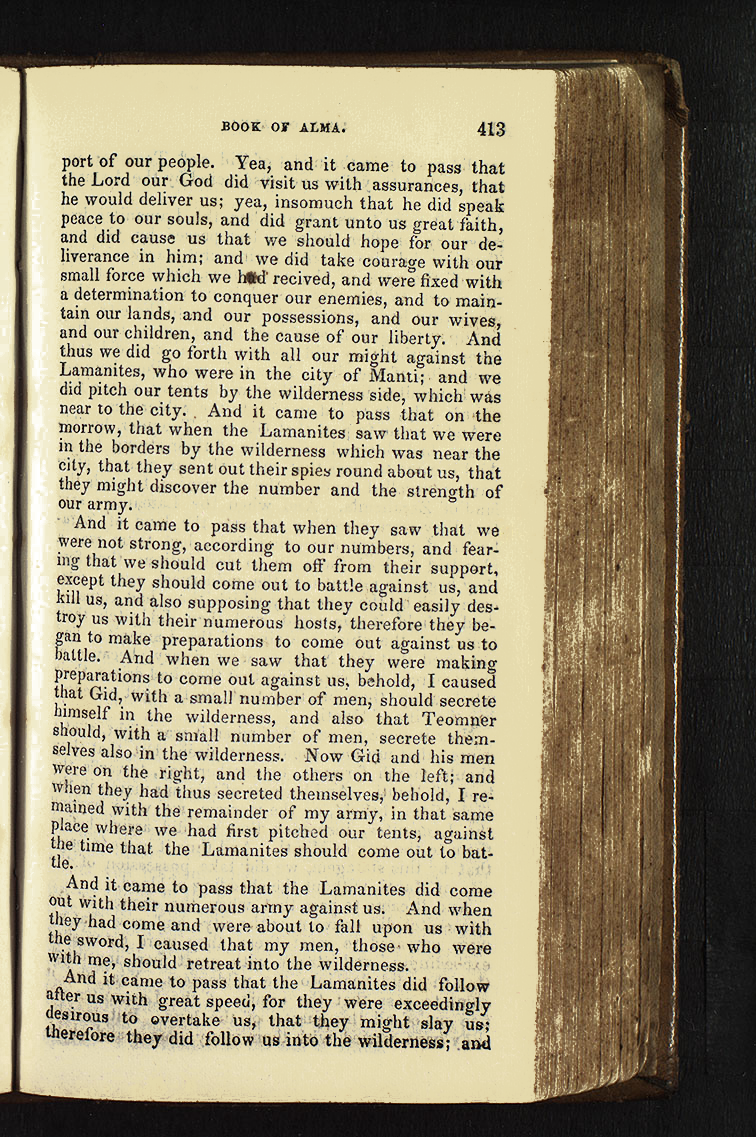 BOOK OF ALMA. 413
port of our people. Yea, and it came to pass that
the Lord our God did visit us with assurances, that
he would deliver us; yea, insomuch that he did speak
peace to our souls, and did grant unto us great faith,
and did cause us that we should hope for our de-
liverance in him; and we did take courage with our
small force which we had recived, and were fixed with
a determination to conquer our enemies, and to main-
tain our lands, and our possessions, and our wives,
and our children, and the cause of our liberty. And
thus we did go forth with all our might against the
Lamanites, who were in the city of Manti; and we
did pitch our tents by the wilderness side, which was
near to the city. And it came to pass that on the
morrow, that when the Lamanites saw that we were
in the borders by the wilderness which was near the
city, that they sent out their spies round about us, that
they might discover the number and the strength of
our army.
And it came to pass that when they saw that we
were not strong, according to our numbers, and fear-
ing that we should cut them off from their support,
except they should come out to battle against us, and
kill us, and also supposing that they could easily des-
troy us with their numerous hosts, therefore they be-
gan to make preparations to come out against us to
battle. And when we saw that they were making
preparations to come out against us, behold, I caused
that Gid, with a small number of men, should secrete
himself in the wilderness, and also that Teomner
should, with a small number of men, secrete them-
selves also in the wilderness. Now Gid and his men
were on the right, and the others on the left; and
when they had thus secreted themselves, behold, I re-
mained with the remainder of my army, in that same
place where we had first pitched our tents, against
the time that the Lamanites should come out to bat-
tle.
And it came to pass that the Lamanites did come
out with their numerous army against us. And when
they had come and were about to fall upon us with
the sword, I caused that my men, those who were
with me, should retreat into the wilderness.
And it came to pass that the Lamanites did follow
after us with great speed, for they were exceedingly
desirous to overtake us, that they might slay us;
therefore they did follow us into the wilderness; and